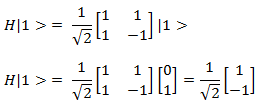 H|1 > = 1/√2 [1 1; 1 -1] |1 >
H|1 > = 1/√2 [1 1; 1 -1] [0; 1] = 1/√2 [1; -1]